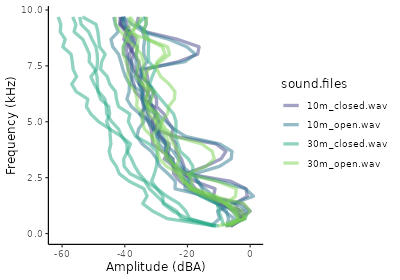 10.0
7.5
5.0
2.5
0.0
Frequency (kHz)
-60
-40
-20
0
Amplitude (dBA)
sound.files
10m_closed.wav
10m_open.wav
30m_closed.wav
30m_open.wav